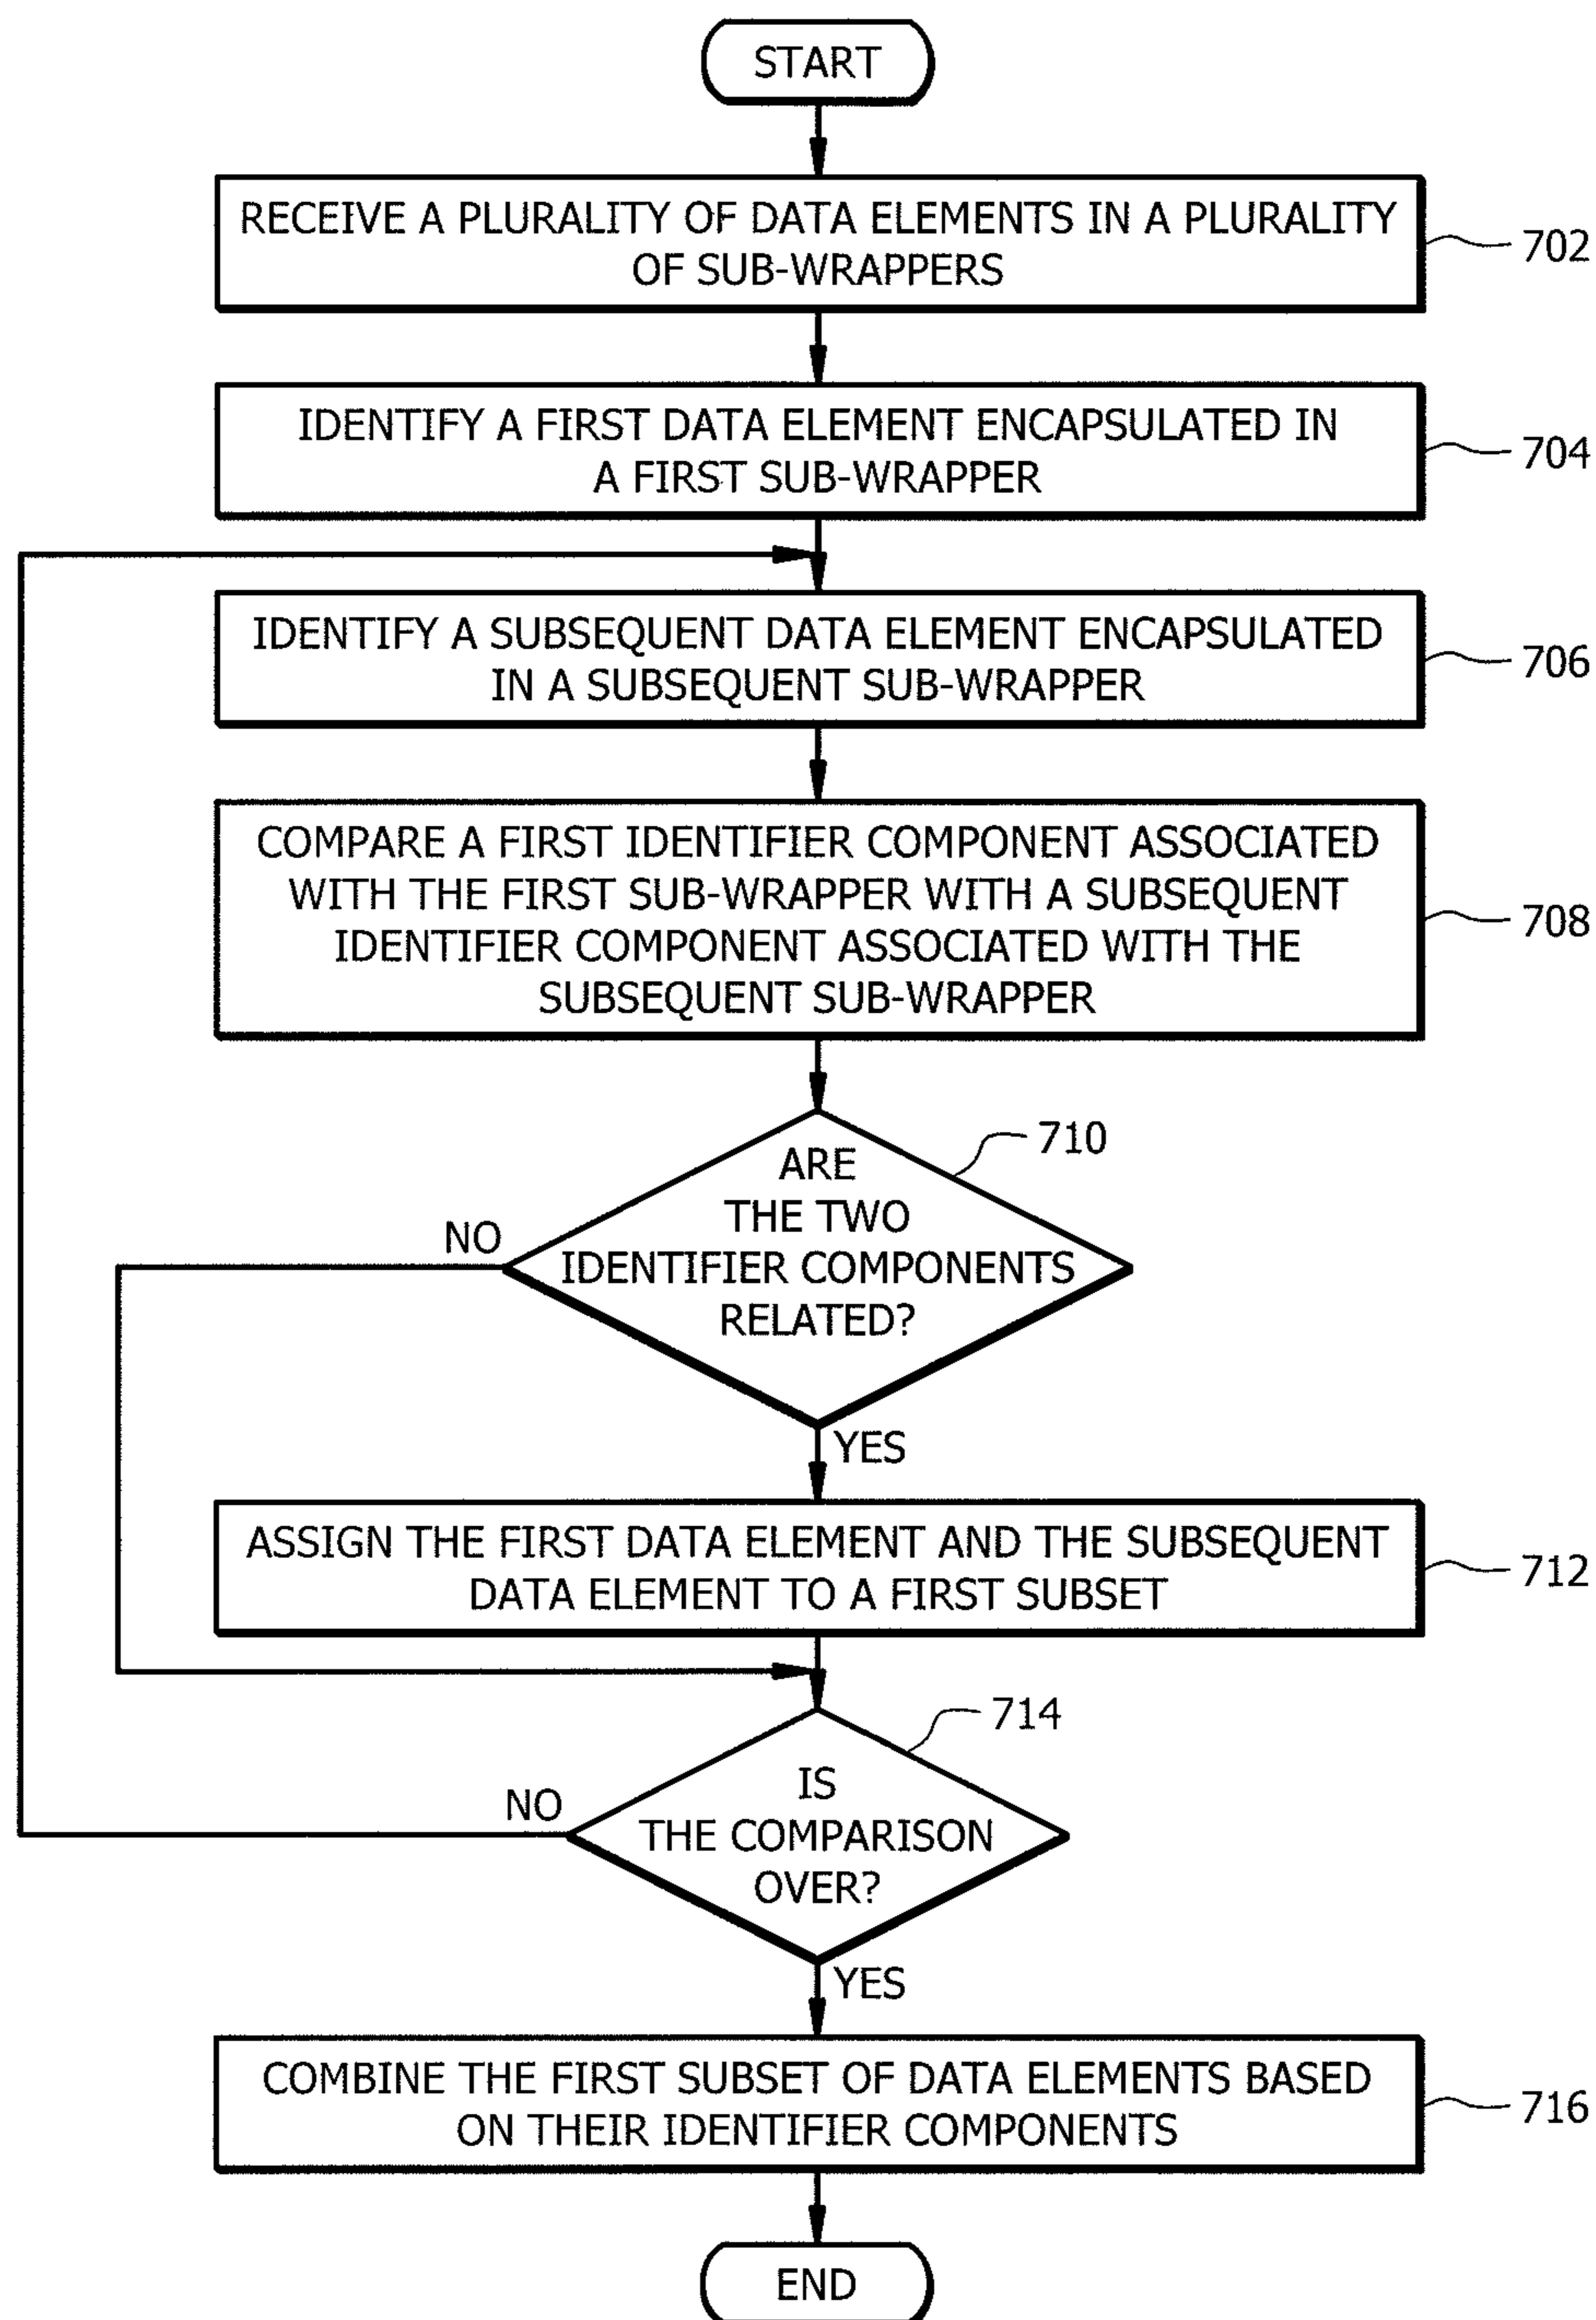 START
RECEIVE A PLURALITY OF DATA ELEMENTS IN A PLURALITY
OF SUB-WRAPPERS
702
IDENTIFY A FIRST DATA ELEMENT ENCAPSULATED IN
A FIRST SUB-WRAPPER
704
IDENTIFY A SUBSEQUENT DATA ELEMENT ENCAPSULATED
IN A SUBSEQUENT SUB-WRAPPER
706
COMPARE A FIRST IDENTIFIER COMPONENT ASSOCIATED
WITH THE FIRST SUB-WRAPPER WITH A SUBSEQUENT
IDENTIFIER COMPONENT ASSOCIATED WITH THE
SUBSEQUENT SUB-WRAPPER
708
710
ARE
THE TWO
IDENTIFIER COMPONENTS
RELATED?
NO
YES
ASSIGN THE FIRST DATA ELEMENT AND THE SUBSEQUENT
DATA ELEMENT TO A FIRST SUBSET
712
714
IS
THE COMPARISON
OVER?
NO
YES
COMBINE THE FIRST SUBSET OF DATA ELEMENTS BASED
ON THEIR IDENTIFIER COMPONENTS
716
END